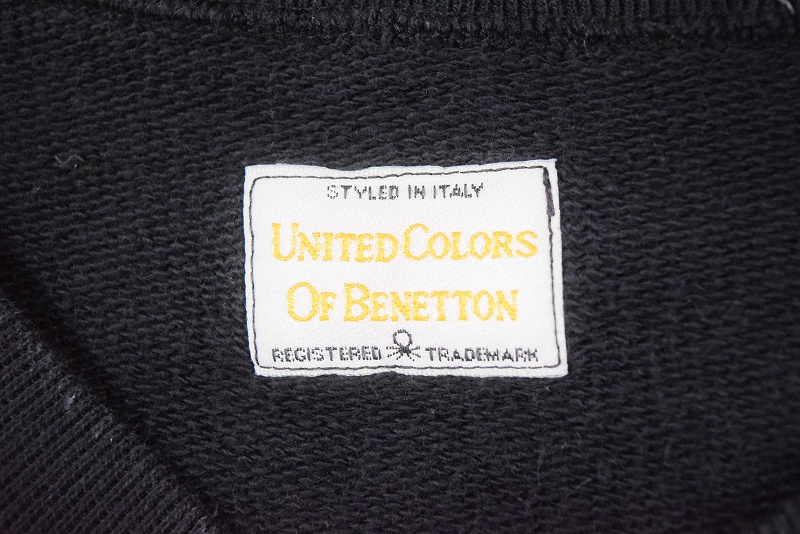 STYLED IN ITALY
UNITED COLORS
OF BENETTON
REGISTERED TRADEMARK